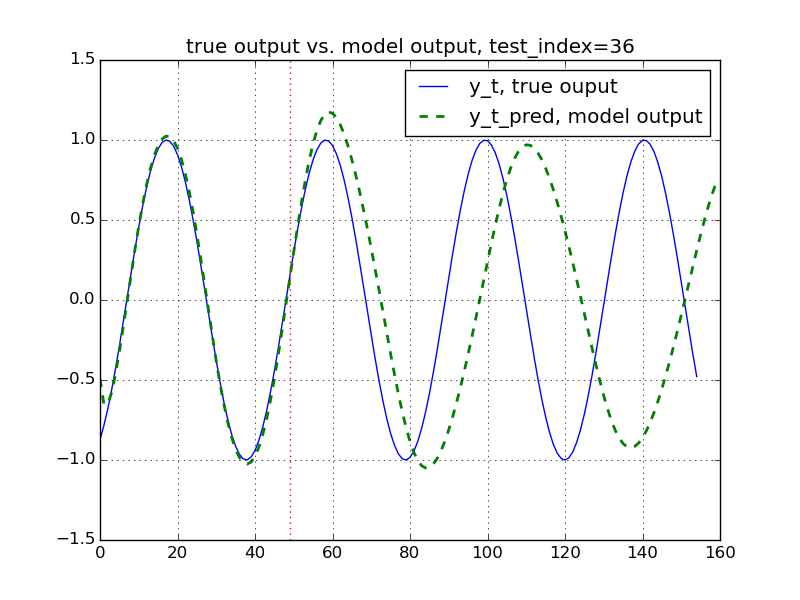 true output vs. model output, test_index=36
y_t, true ouput
y_t_pred, model output
1.5
1.0
0.5
0.0
−0.5
−1.0
−1.5
0 20 40 60 80 100 120 140 160